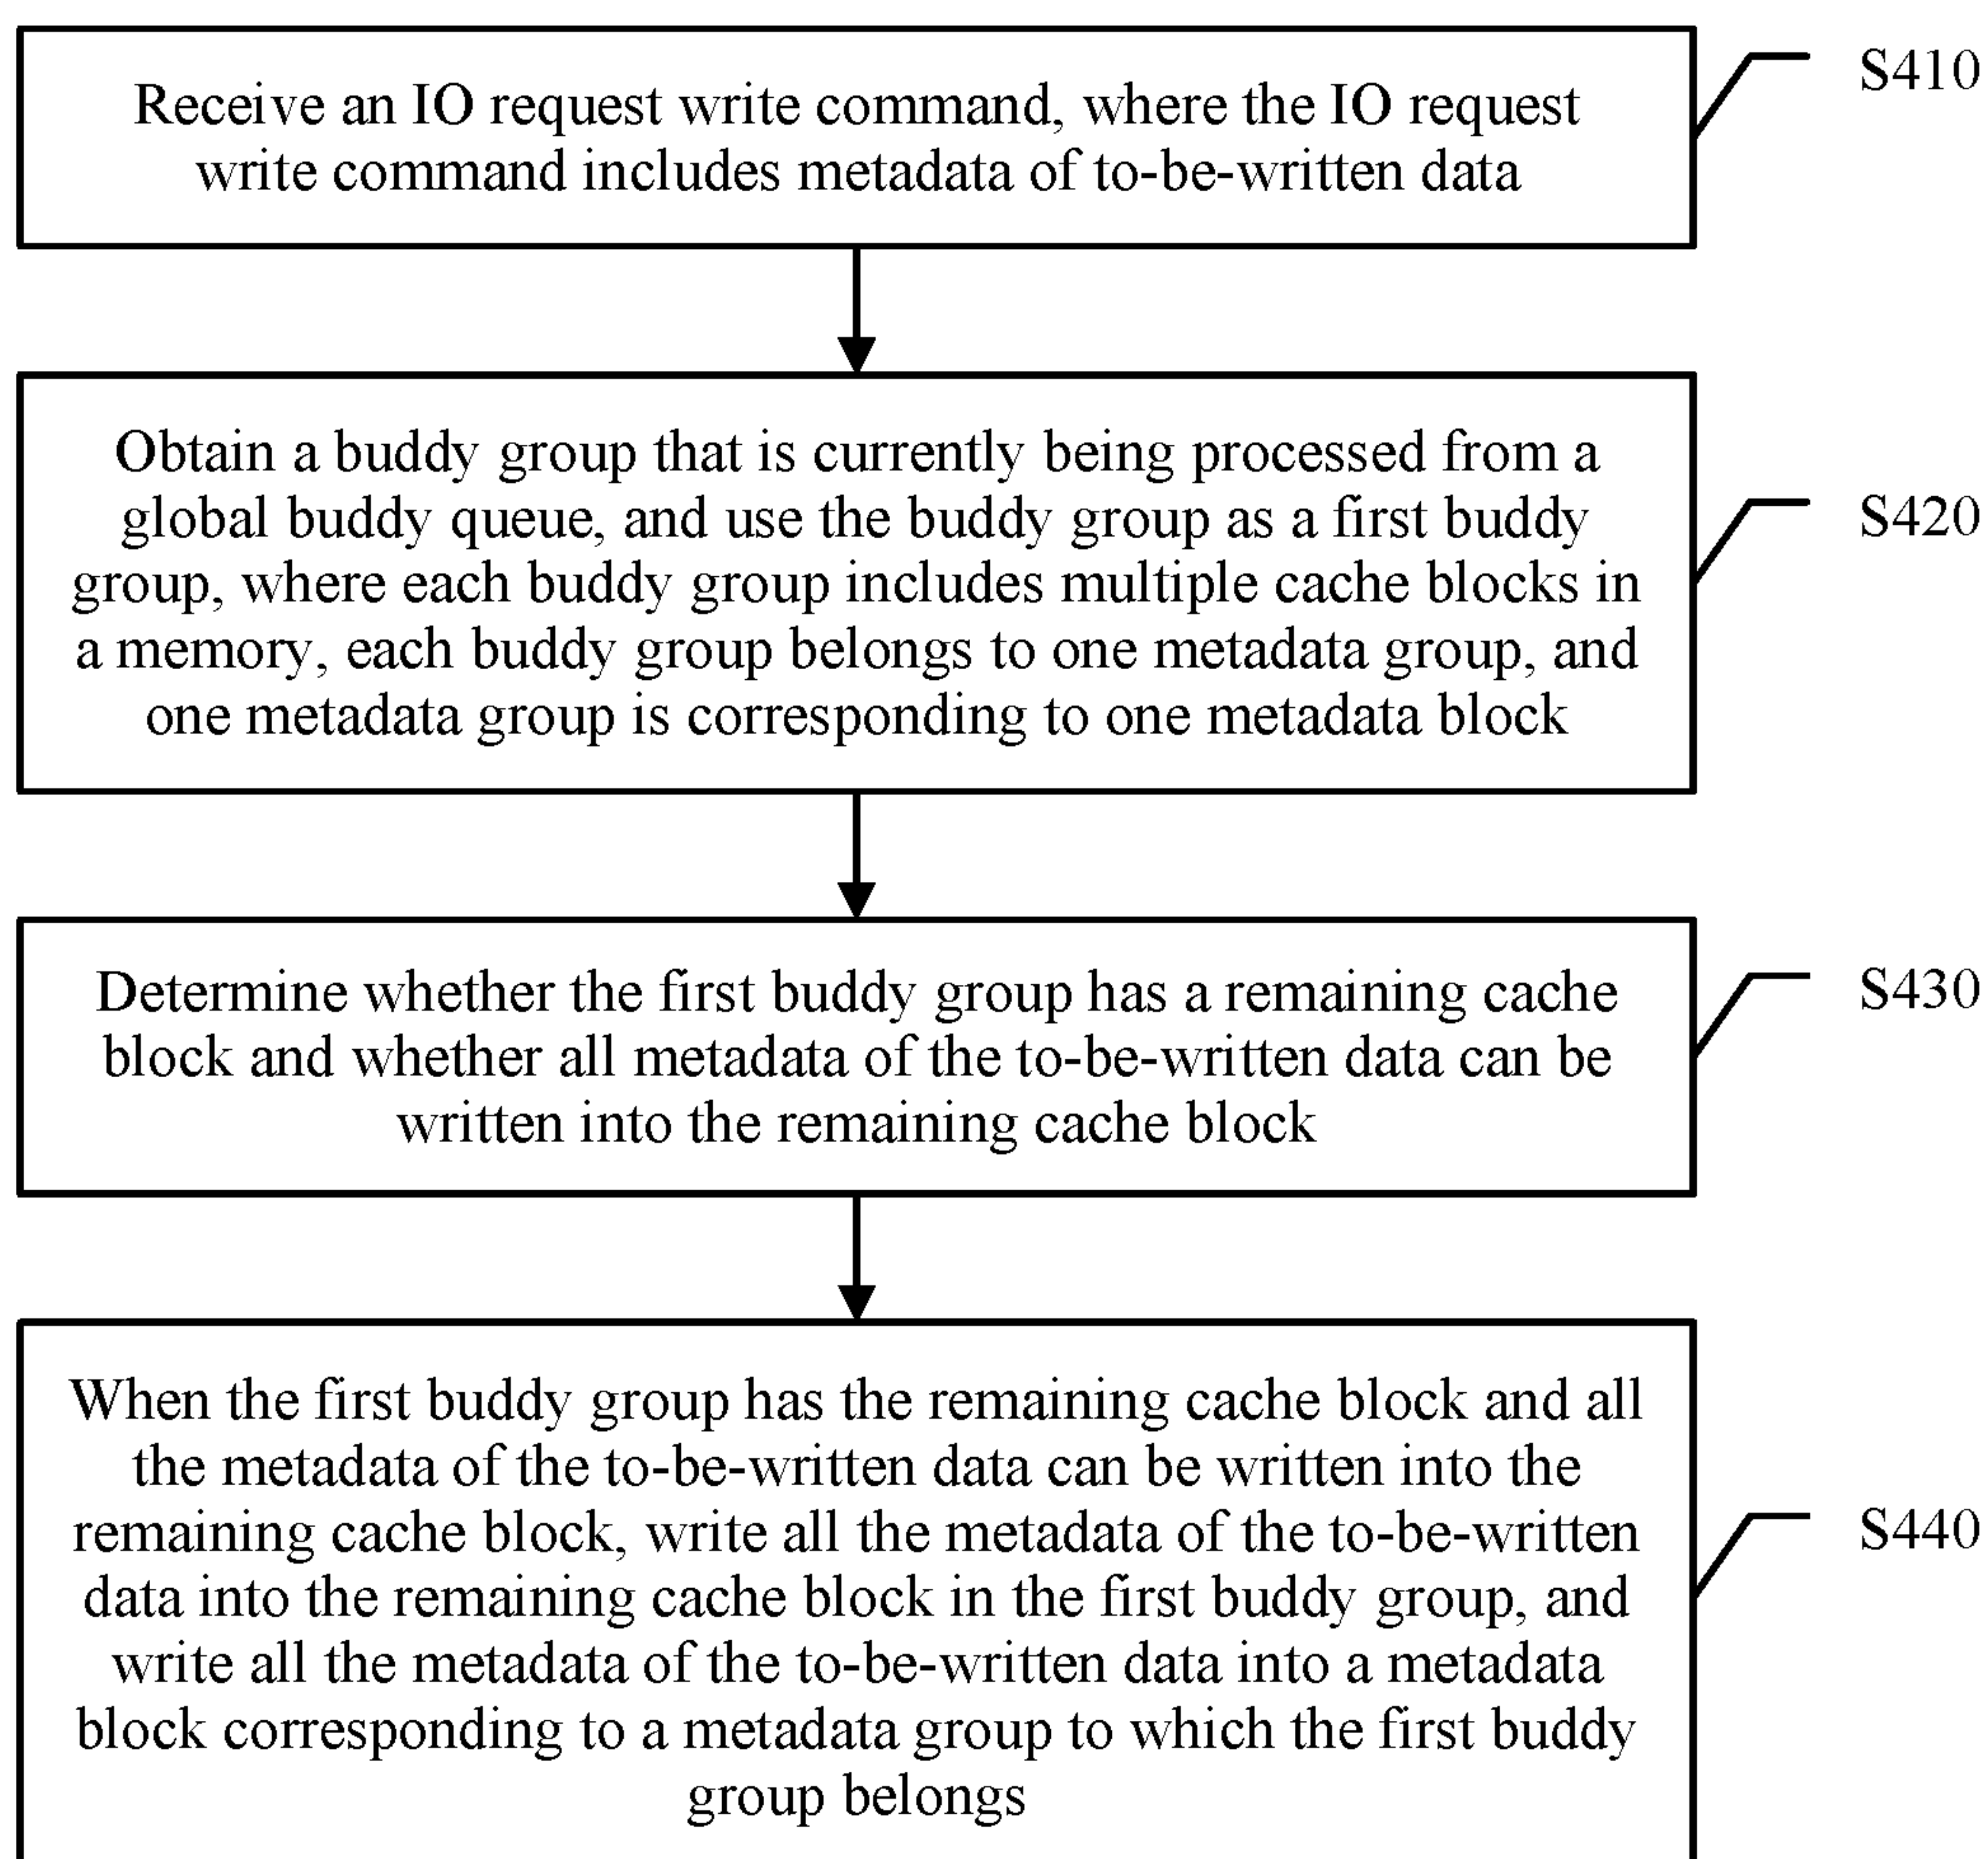 Receive an IO request write command, where the IO request
write command includes metadata of to-be-written data
S410
Obtain a buddy group that is currently being processed from a
global buddy queue, and use the buddy group as a first buddy
group, where each buddy group includes multiple cache blocks in
a memory, each buddy group belongs to one metadata group, and
one metadata group is corresponding to one metadata block
S420
Determine whether the first buddy group has a remaining cache
block and whether all metadata of the to-be-written data can be
written into the remaining cache block
S430
When the first buddy group has the remaining cache block and all
the metadata of the to-be-written data can be written into the
remaining cache block, write all the metadata of the to-be-written
data into the remaining cache block in the first buddy group, and
write all the metadata of the to-be-written data into a metadata
block corresponding to a metadata group to which the first buddy
group belongs
S440